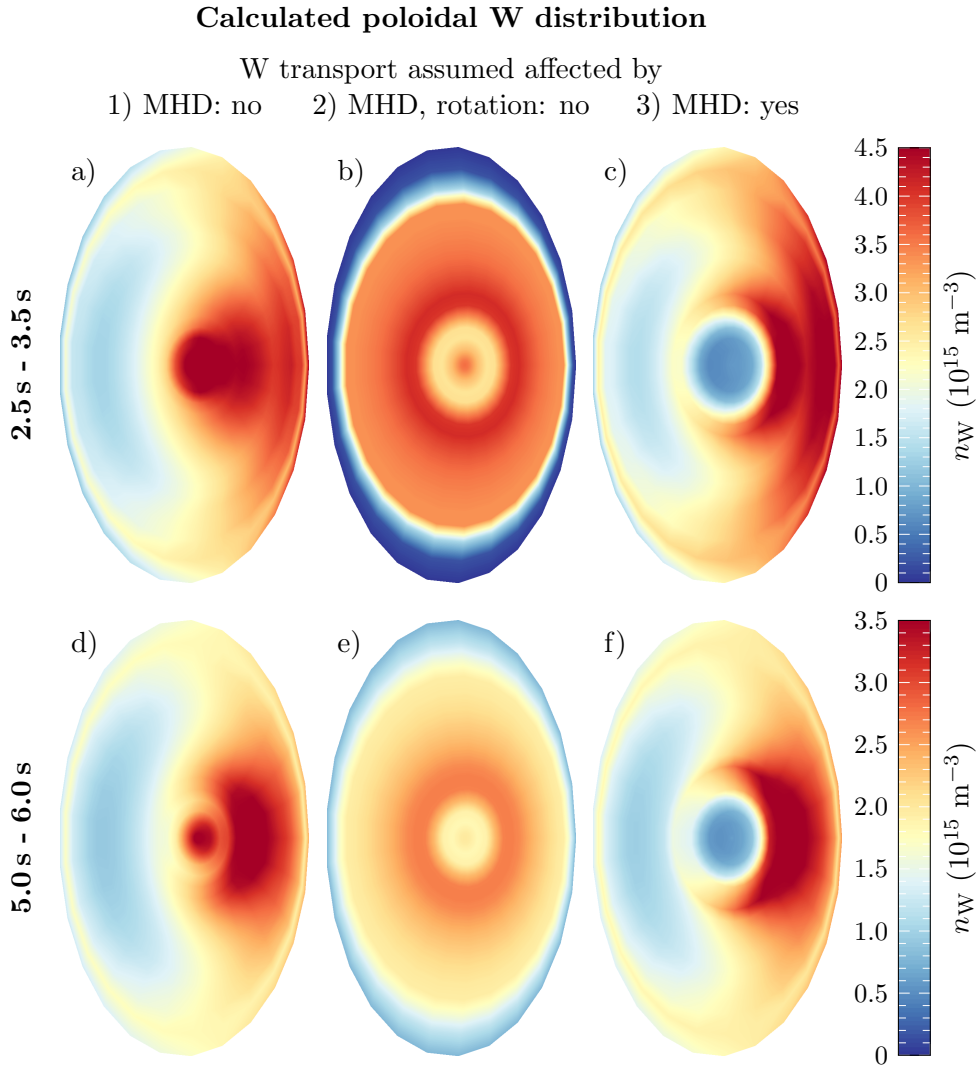 Calculated poloidal W distribution
W transport assumed affected by
1) MHD: no 2) MHD, rotation: no 3) MHD: yes
a) b) c)
2.5 s - 3.5 s
4.5
4.0
3.5
3.0
2.5
2.0
1.5
1.0
0.5
0
n_W (10^15 m^−3)
d) e) f)
5.0 s - 6.0 s
3.5
3.0
2.5
2.0
1.5
1.0
0.5
0
n_W (10^15 m^−3)